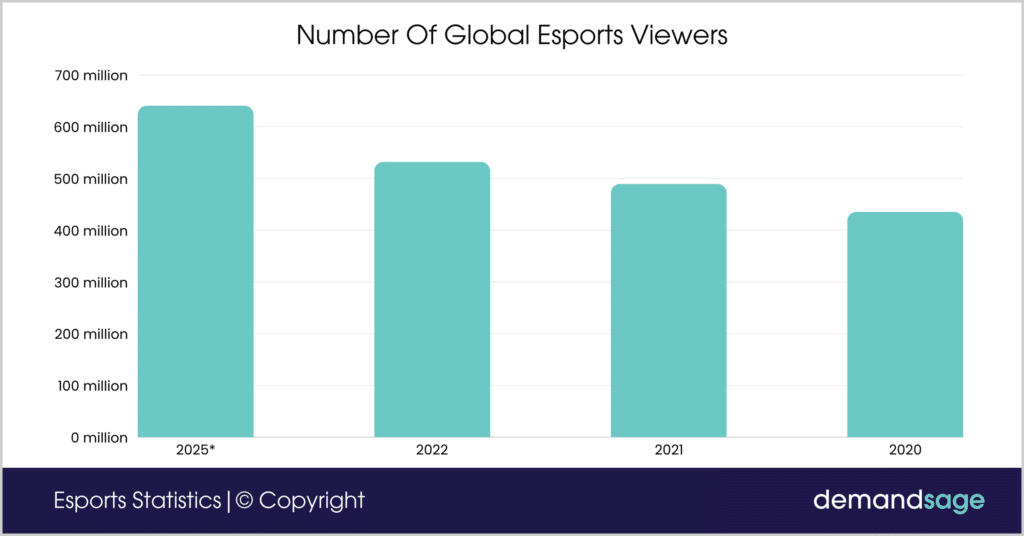 Number Of Global Esports Viewers
700 million
600 million
500 million
400 million
300 million
200 million
100 million
0 million
2025* 2022 2021 2020
Esports Statistics|© Copyright
demandsage